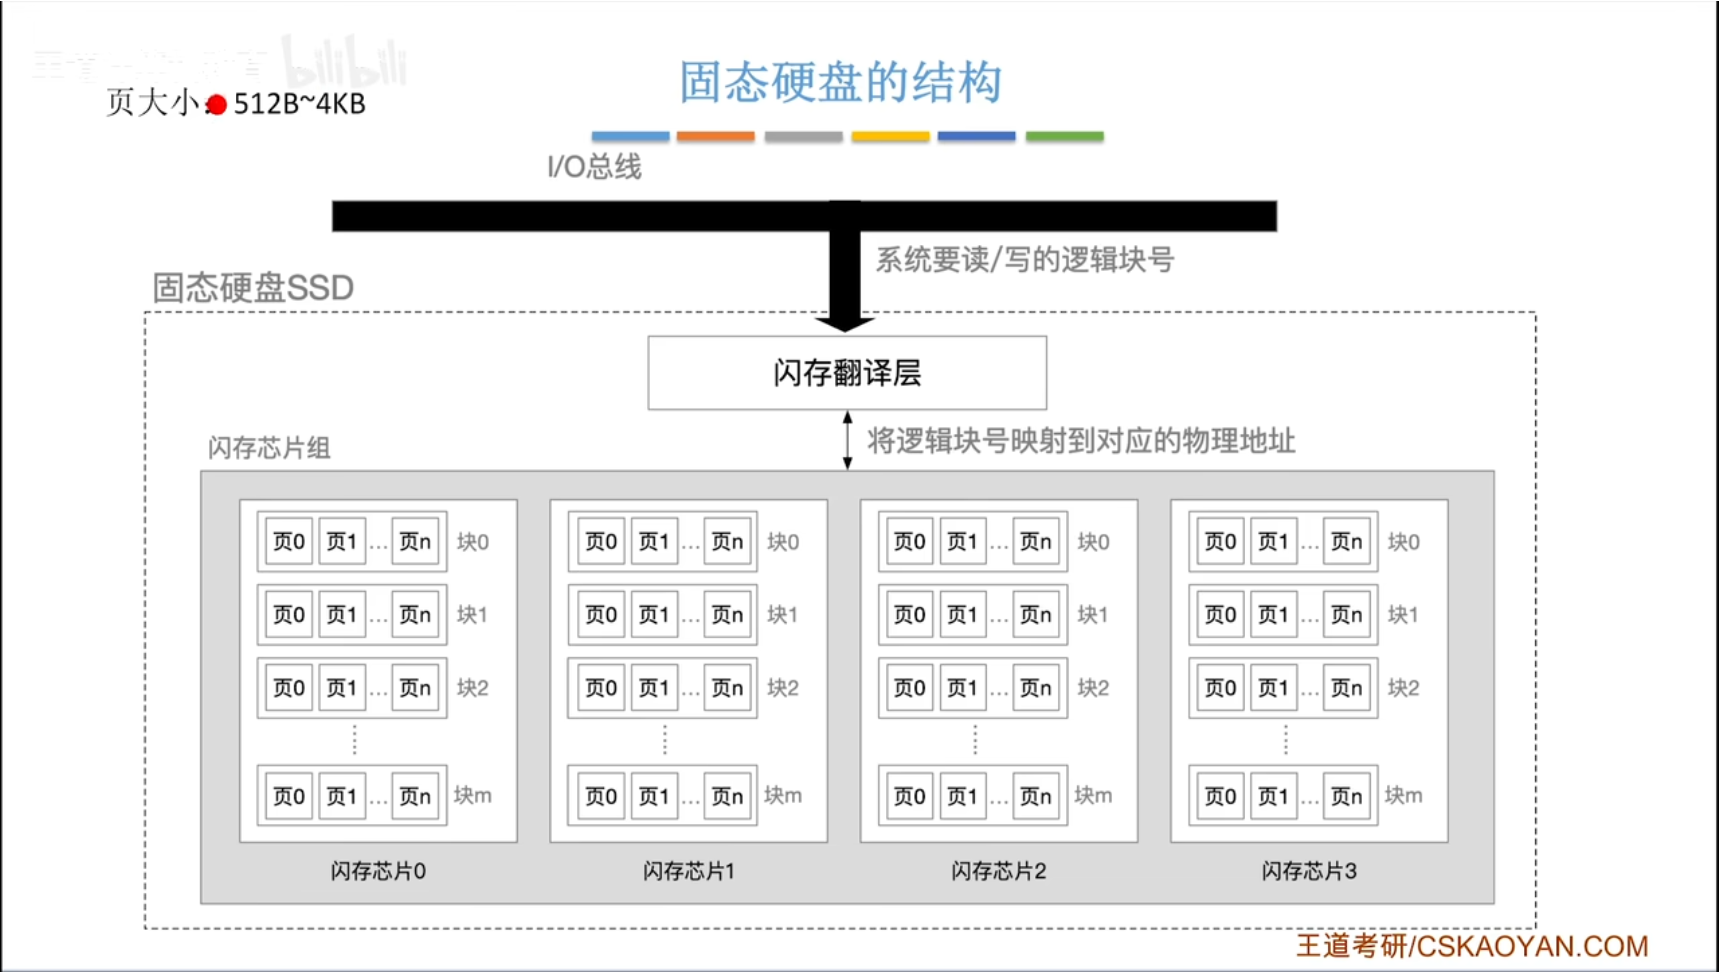 bilibili
固态硬盘的结构
页大小: 512B~4KB
I/O总线
系统要读/写的逻辑块号
固态硬盘SSD
闪存翻译层
将逻辑块号映射到对应的物理地址
闪存芯片组
页0 页1 … 页n 块0 页0 页1 … 页n 块0 页0 页1 … 页n 块0 页0 页1 … 页n 块0
页0 页1 … 页n 块1 页0 页1 … 页n 块1 页0 页1 … 页n 块1 页0 页1 … 页n 块1
页0 页1 … 页n 块2 页0 页1 … 页n 块2 页0 页1 … 页n 块2 页0 页1 … 页n 块2
页0 页1 … 页n 块m 页0 页1 … 页n 块m 页0 页1 … 页n 块m 页0 页1 … 页n 块m
闪存芯片0 闪存芯片1 闪存芯片2 闪存芯片3
王道考研/CSKAOYAN.COM